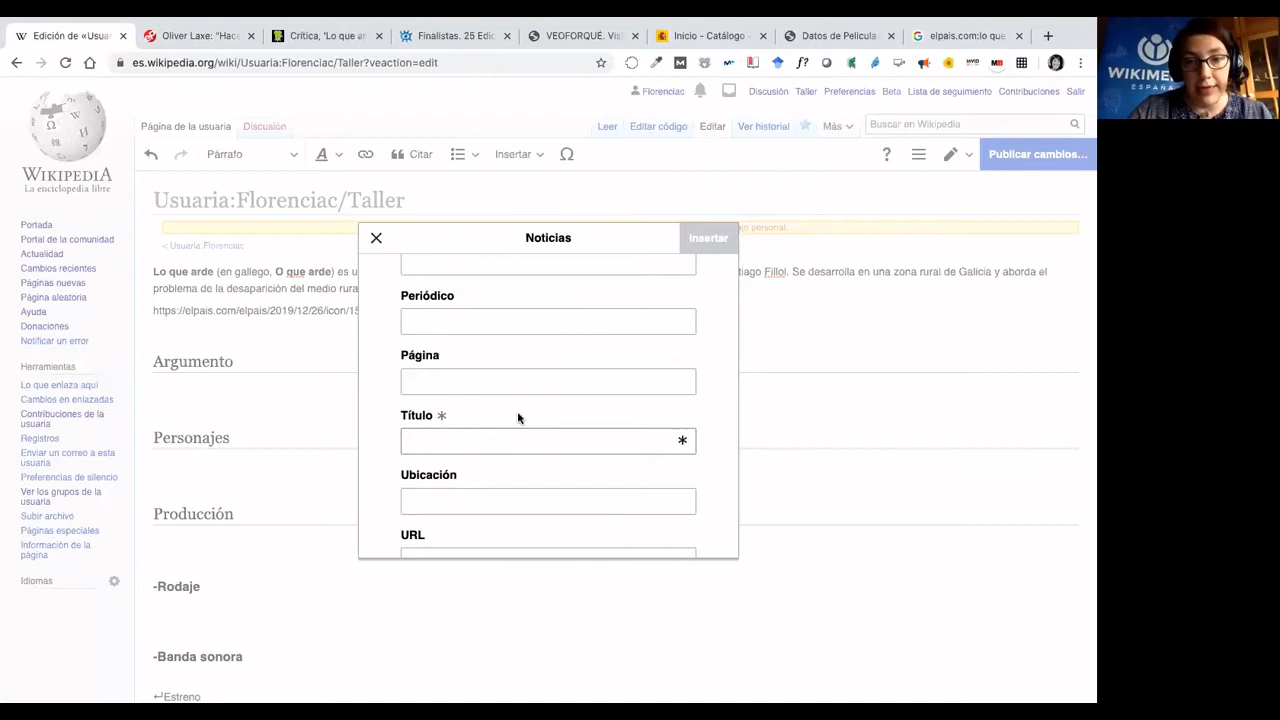 Edición de «Usua
Oliver Laxe: "Hace
Crítica, 'Lo que ar
Finalistas. 25 Edic
VEOFORQUÉ. Visi
Inicio - Catálogo -
Datos de Película
elpais.com:lo que
es.wikipedia.org/wiki/Usuaria:Florenciac/Taller?veaction=edit
WIKIME
ESPAÑA
Florenciac
Discusión
Taller
Preferencias
Beta
Lista de seguimiento
Contribuciones
Salir
Página de la usuaria
Discusión
Leer
Editar código
Editar
Ver historial
Más
Buscar en Wikipedia
Párrafo
A
Citar
Insertar
Ω
?
Publicar cambios...
WIKIPEDIA
La enciclopedia libre
Portada
Portal de la comunidad
Actualidad
Cambios recientes
Páginas nuevas
Página aleatoria
Ayuda
Donaciones
Notificar un error
Herramientas
Lo que enlaza aquí
Cambios en enlazadas
Contribuciones de la
usuaria
Registros
Enviar un correo a esta
usuaria
Preferencias de silencio
Ver los grupos de la
usuaria
Subir archivo
Páginas especiales
Información de la
página
Idiomas
Usuaria:Florenciac/Taller
jo personal.
< Usuaria:Florenciac
Lo que arde (en gallego, O que arde) es u
tiago Fillol. Se desarrolla en una zona rural de Galicia y aborda el
problema de la desaparición del medio rura
https://elpais.com/elpais/2019/12/26/icon/15
Argumento
Personajes
Producción
-Rodaje
-Banda sonora
↵Estreno
Noticias
Insertar
Periódico
Página
Título *
*
Ubicación
URL